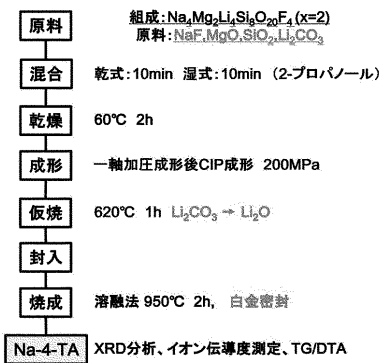 原料
組成:Na4Mg2Li4Si8O20F4(x=2)
原料:NaF,MgO,SiO2,Li2CO3
混合
乾式:10min 湿式:10min (2-プロパノール)
乾燥
60℃ 2h
成形
一軸加圧成形後CIP成形 200MPa
仮焼
620℃ 1h Li2CO3 → Li2O
封入
焼成
溶融法 950℃ 2h, 白金密封
Na-4-TA
XRD分析、イオン伝導度測定、TG/DTA